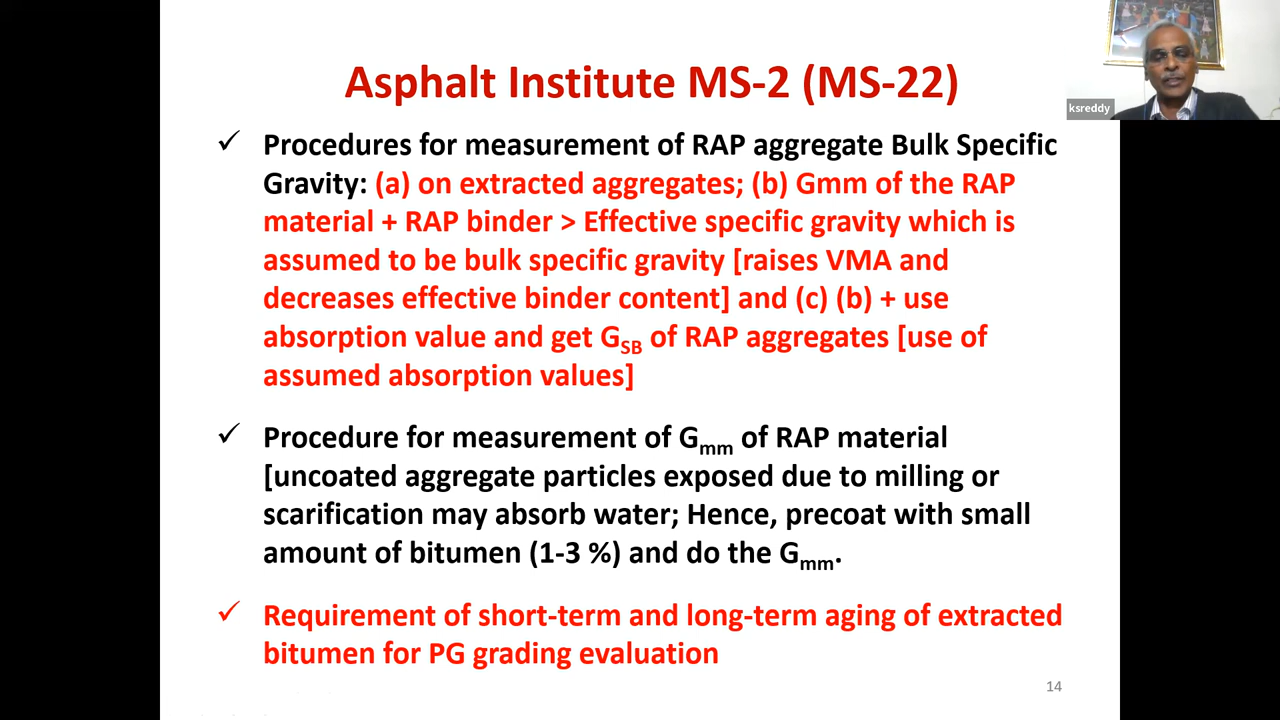 Asphalt Institute MS-2 (MS-22)
ksreddy
✓ Procedures for measurement of RAP aggregate Bulk Specific
Gravity: (a) on extracted aggregates; (b) Gmm of the RAP
material + RAP binder > Effective specific gravity which is
assumed to be bulk specific gravity [raises VMA and
decreases effective binder content] and (c) (b) + use
absorption value and get GSB of RAP aggregates [use of
assumed absorption values]
✓ Procedure for measurement of Gmm of RAP material
[uncoated aggregate particles exposed due to milling or
scarification may absorb water; Hence, precoat with small
amount of bitumen (1-3 %) and do the Gmm.
✓ Requirement of short-term and long-term aging of extracted
bitumen for PG grading evaluation
14